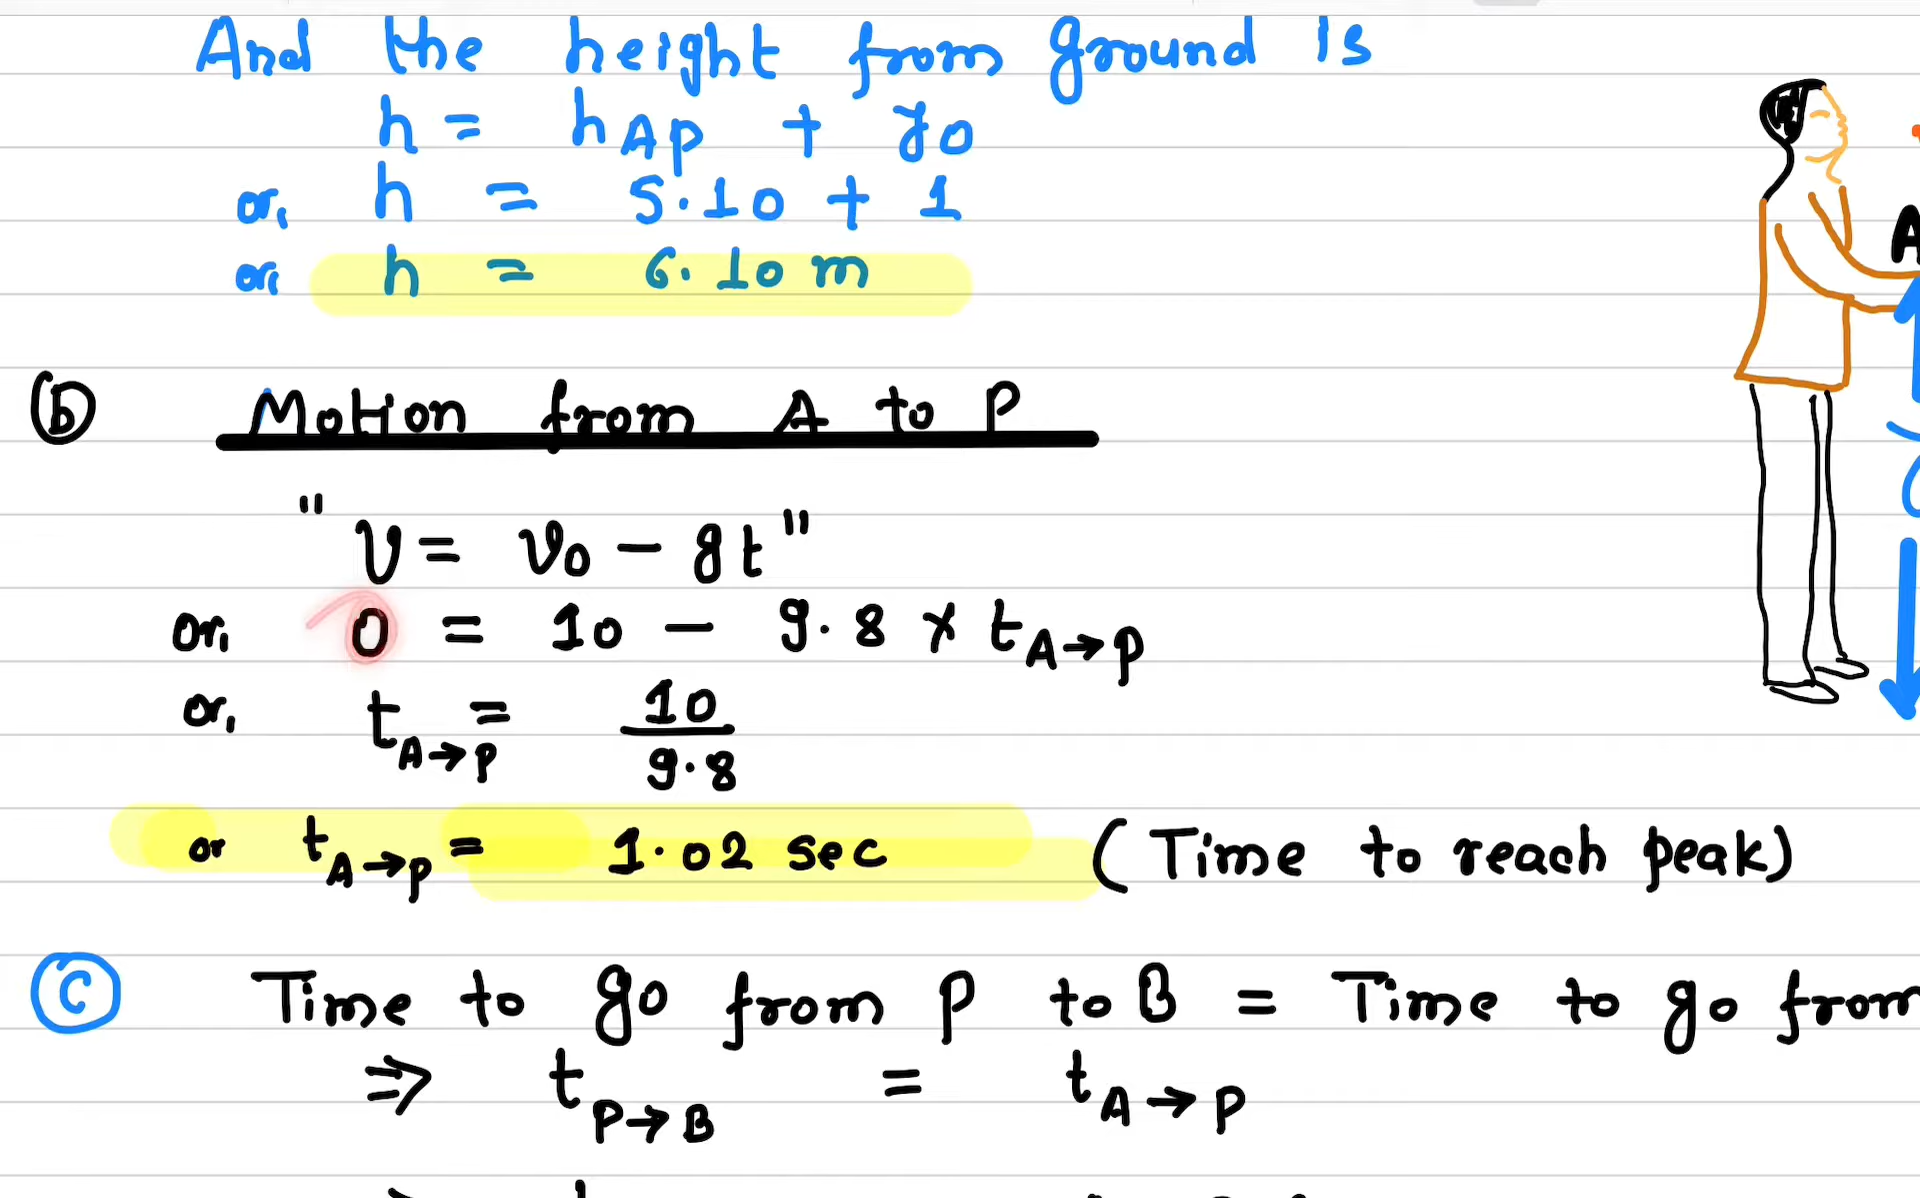 And the height from ground is
h = hAP + y0
or, h = 5.10 + 1
or, h = 6.10 m
A
(b) Motion from A to P
"v = v0 - gt"
or, 0 = 10 - 9.8 × tA→P
or, tA→P = 10/9.8
or tA→P = 1.02 sec (Time to reach peak)
(c) Time to go from P to B = Time to go from
⇒ tP→B = tA→P